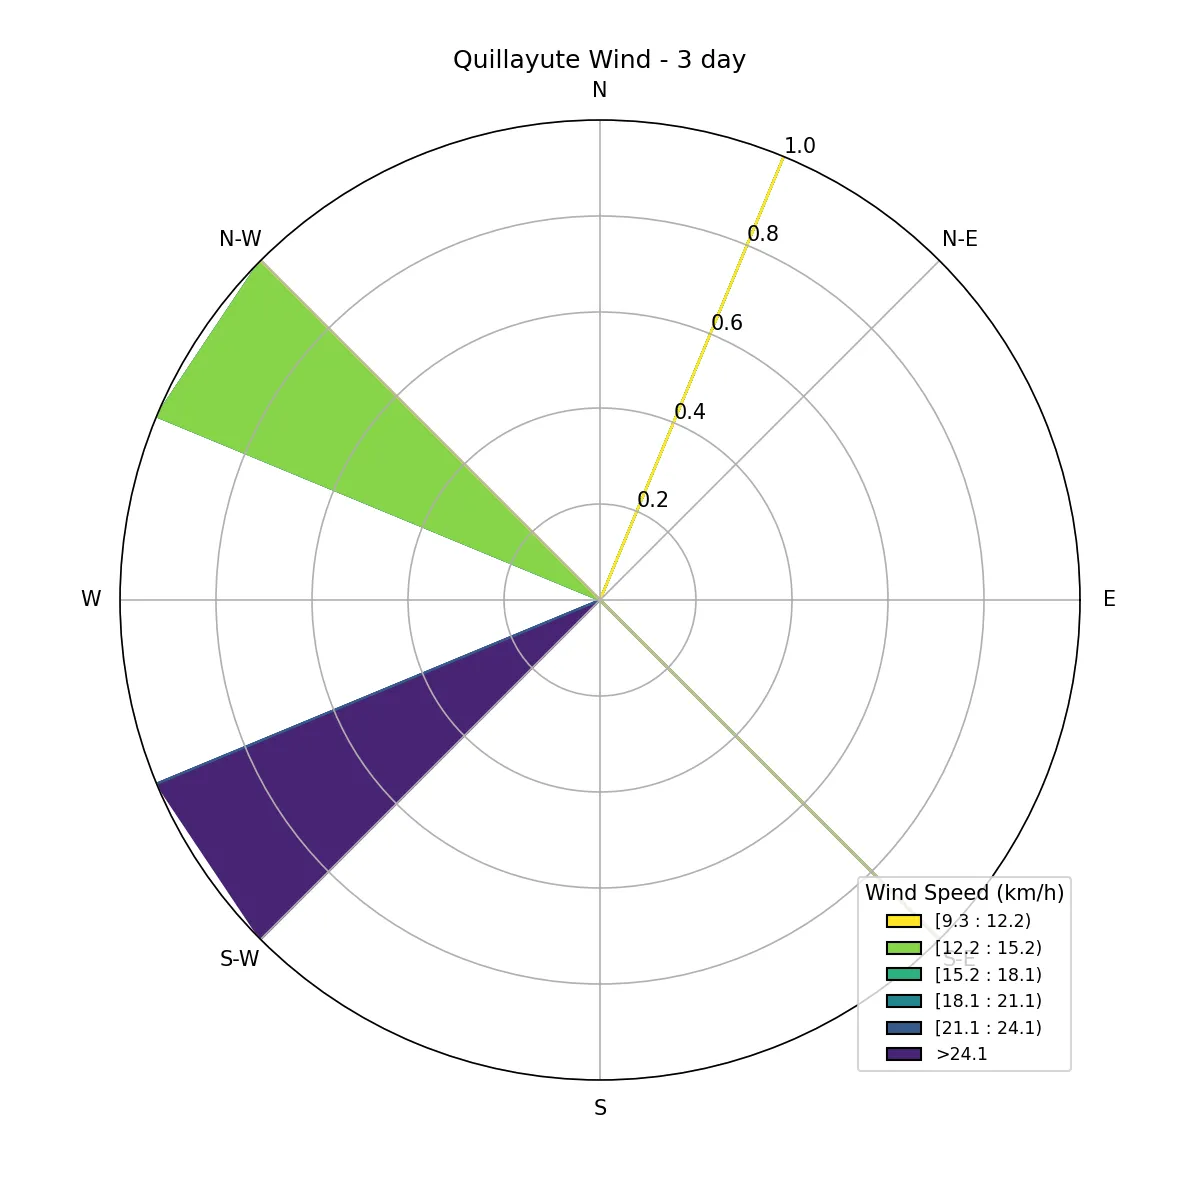 Quillayute Wind - 3 day
N
1.0
N-W
N-E
0.8
0.6
0.4
0.2
W
E
Wind Speed (km/h)
[9.3 : 12.2)
[12.2 : 15.2)
S-W
S-E
[15.2 : 18.1)
[18.1 : 21.1)
[21.1 : 24.1)
>24.1
S